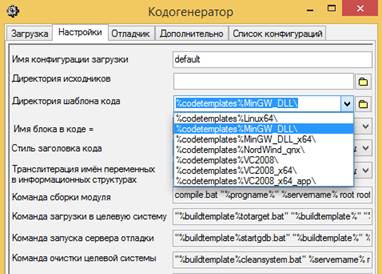 Кодогенератор
Загрузка Настройки Отладчик Дополнительно Список конфигураций
Имя конфигурации загрузки default
Директория исходников
Директория шаблона кода %codetemplates%MinGW_DLL\
%codetemplates%Linux64\
Имя блока в коде = %codetemplates%MinGW_DLL\
%codetemplates%MinGW_DLL_x64\
Стиль заголовка кода %codetemplates%NordWind_qnx\
%codetemplates%VC2008\
Транслитерация имён переменных %codetemplates%VC2008_x64\
в информационных структурах %codetemplates%VC2008_x64_app\
Команда сборки модуля compile.bat "%progname%" "%servername% root root
Команда загрузки в целевую систему "%buildtemplate%totarget.bat" "%buildtemplate%
Команда запуска сервера отладки "%buildtemplate%startgdb.bat" "%buildtemplate%
Команда очистки целевой системы "%buildtemplate%cleansystem.bat" %servername% r